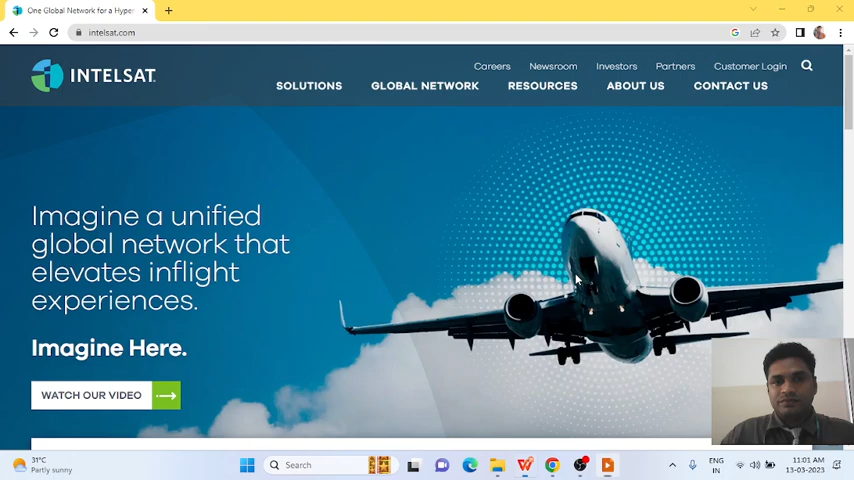 One Global Network for a Hyper
intelsat.com
INTELSAT
Careers Newsroom Investors Partners Customer Login
SOLUTIONS GLOBAL NETWORK RESOURCES ABOUT US CONTACT US
Imagine a unified
global network that
elevates inflight
experiences.
Imagine Here.
WATCH OUR VIDEO
31°C
Partly sunny
Search
ENG
IN
11:01 AM
13-03-2023